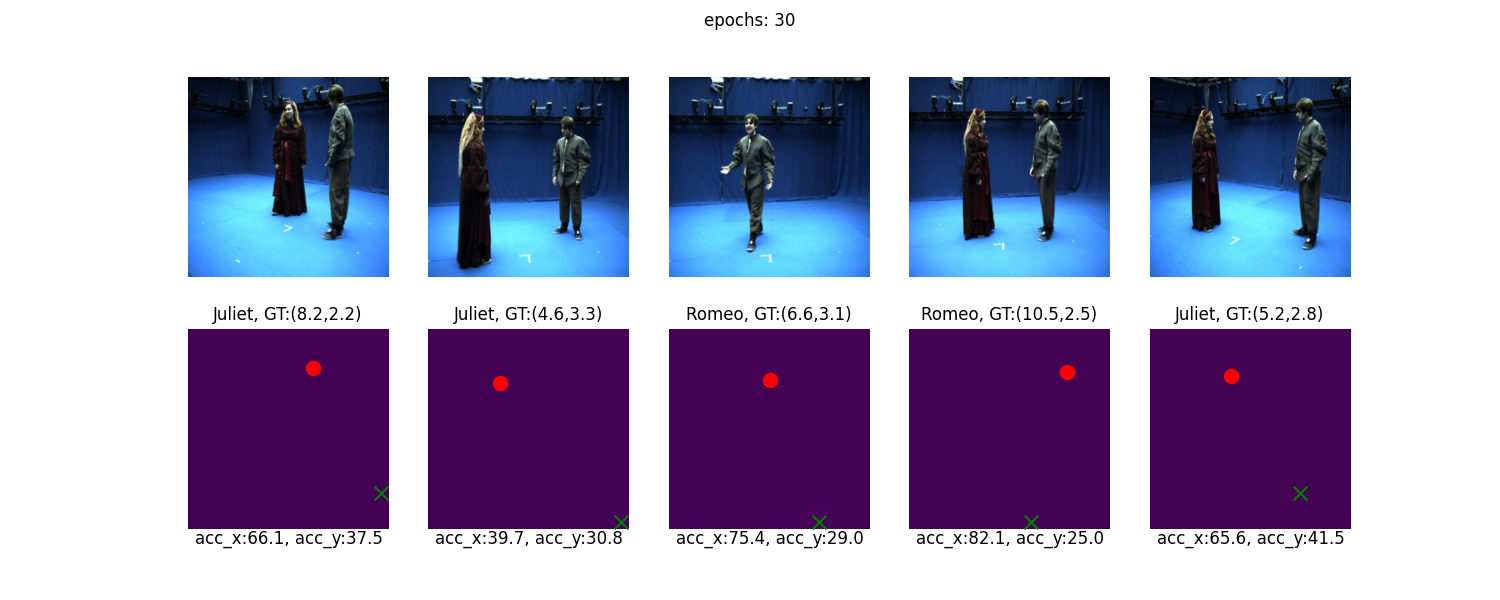 epochs: 30
Juliet, GT:(8.2,2.2)
Juliet, GT:(4.6,3.3)
Romeo, GT:(6.6,3.1)
Romeo, GT:(10.5,2.5)
Juliet, GT:(5.2,2.8)
acc_x:66.1, acc_y:37.5
acc_x:39.7, acc_y:30.8
acc_x:75.4, acc_y:29.0
acc_x:82.1, acc_y:25.0
acc_x:65.6, acc_y:41.5